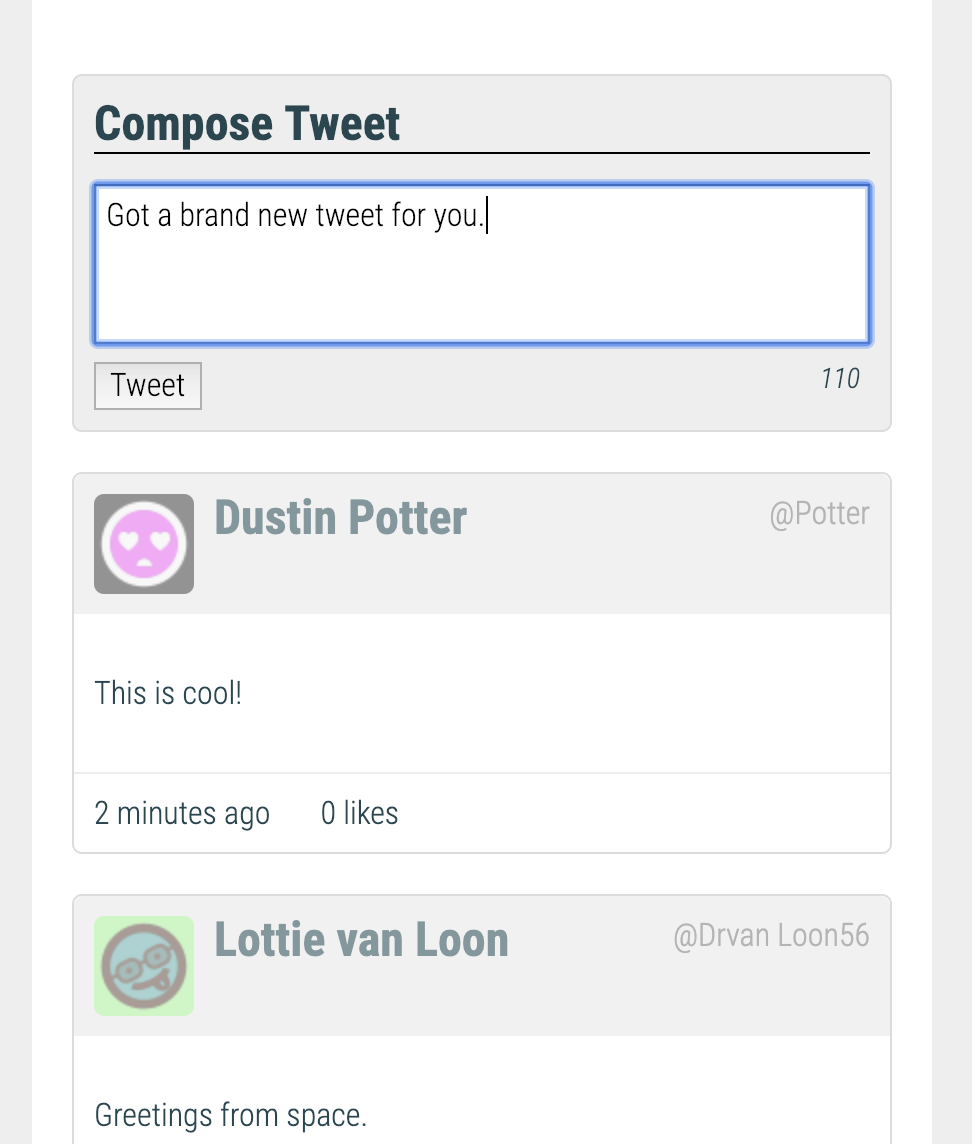 Compose Tweet
Got a brand new tweet for you.
Tweet
110
Dustin Potter
@Potter
This is cool!
2 minutes ago 0 likes
Lottie van Loon
@Drvan Loon56
Greetings from space.